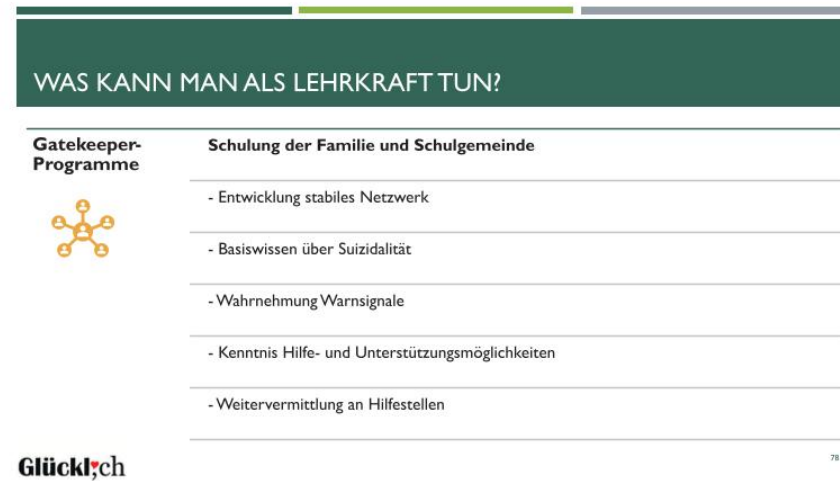 WAS KANN MAN ALS LEHRKRAFT TUN?
Gatekeeper-
Programme
Schulung der Familie und Schulgemeinde
- Entwicklung stabiles Netzwerk
- Basiswissen über Suizidalität
- Wahrnehmung Warnsignale
- Kenntnis Hilfe- und Unterstützungsmöglichkeiten
- Weitervermittlung an Hilfestellen
Glückl;ch
78